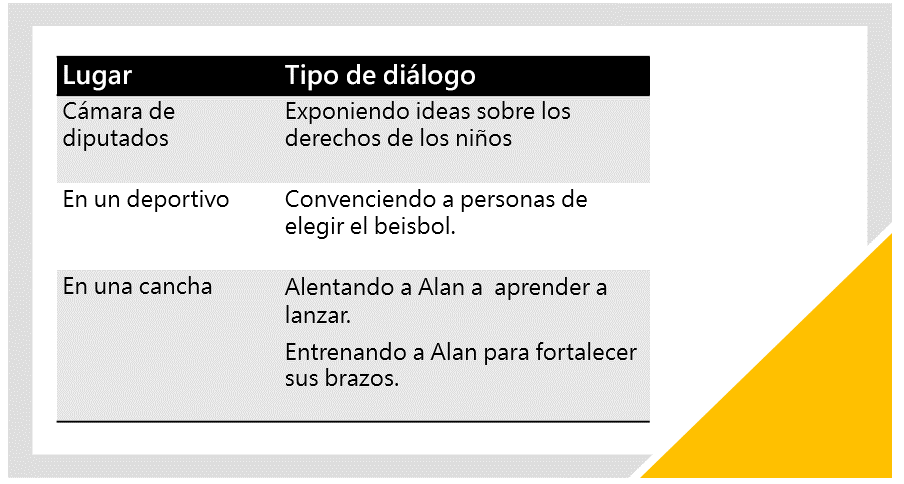 Lugar Tipo de diálogo
Cámara de Exponiendo ideas sobre los
diputados derechos de los niños
En un deportivo Convenciendo a personas de
elegir el beisbol.
En una cancha Alentando a Alan a  aprender a
lanzar.
Entrenando a Alan para fortalecer
sus brazos.